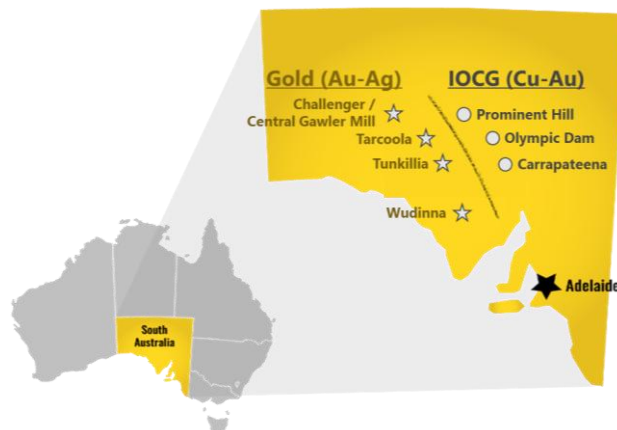 Gold (Au-Ag)
IOCG (Cu-Au)
Challenger /
Central Gawler Mill
Prominent Hill
Tarcoola
Olympic Dam
Tunkillia
Carrapateena
Wudinna
Adelaide
South
Australia